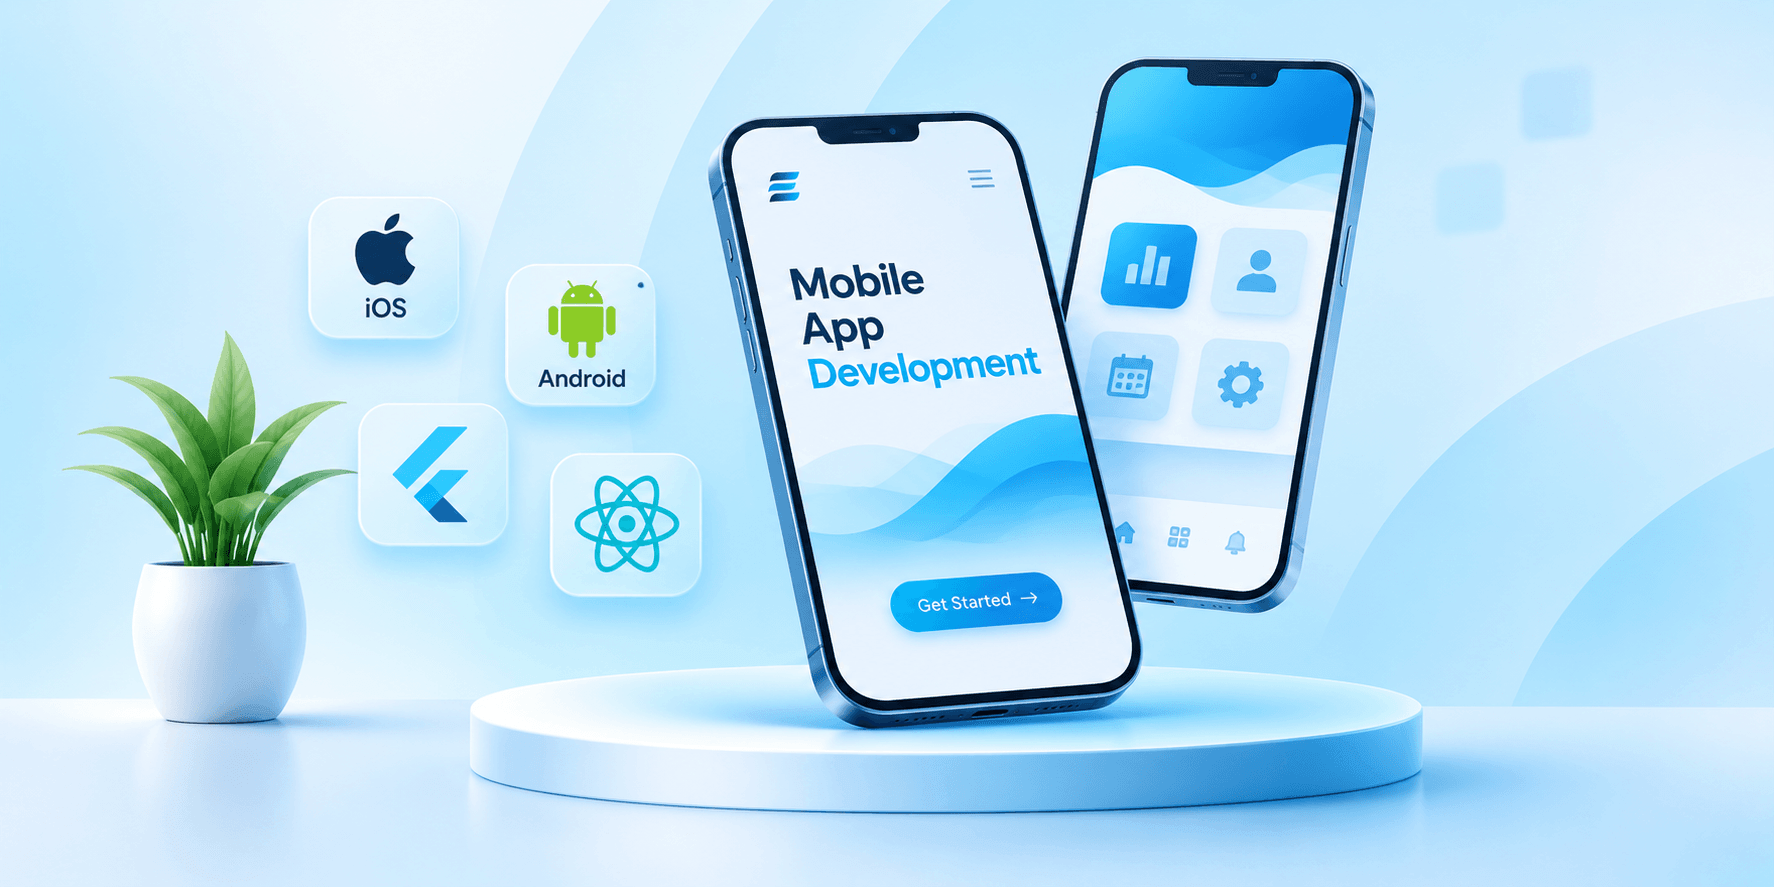 iOS
Android
Mobile
App
Development
Get Started →